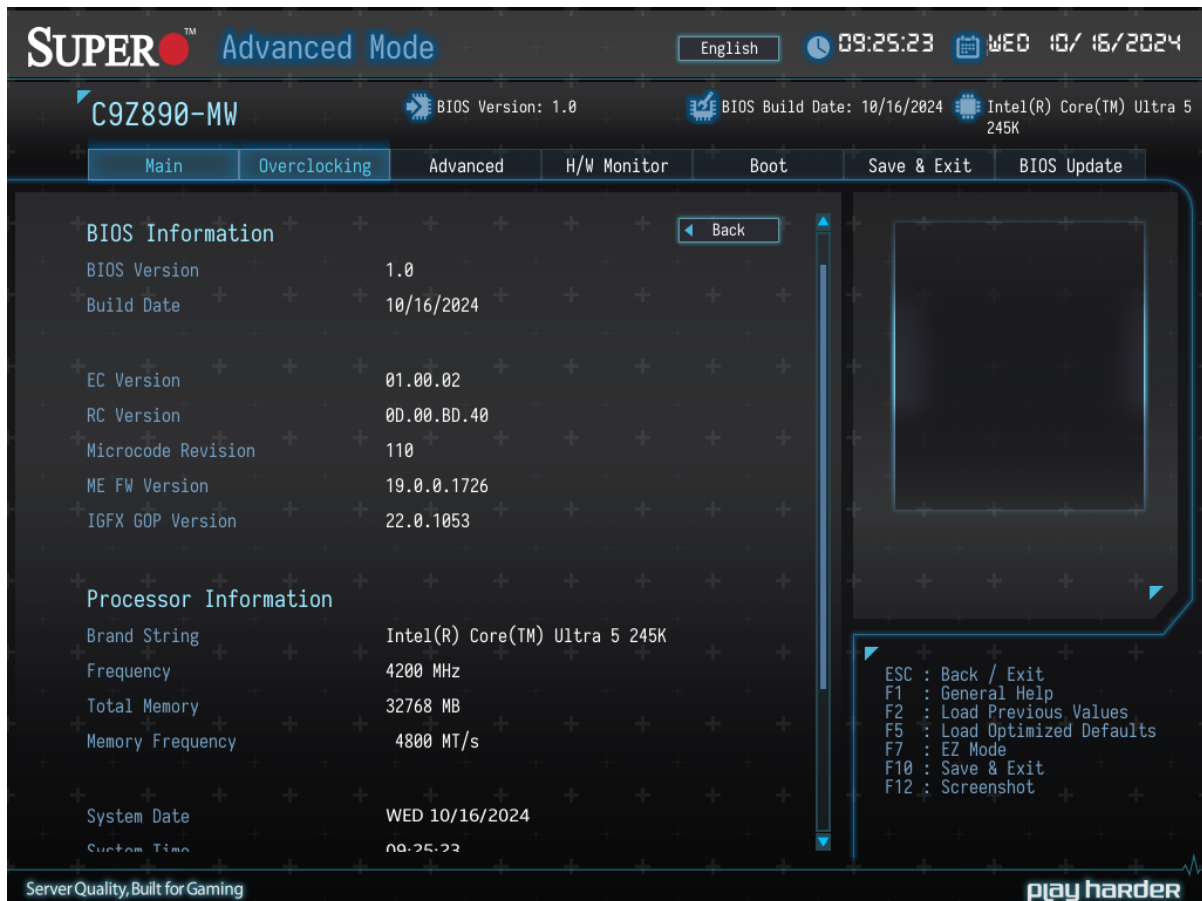 SUPER™ Advanced Mode English 09:25:23 WED 10/16/2024
C9Z890-MW BIOS Version: 1.0 BIOS Build Date: 10/16/2024 Intel(R) Core(TM) Ultra 5
245K
Main Overclocking Advanced H/W Monitor Boot Save & Exit BIOS Update
BIOS Information Back
BIOS Version 1.0
Build Date 10/16/2024
EC Version 01.00.02
RC Version 0D.00.BD.40
Microcode Revision 110
ME FW Version 19.0.0.1726
IGFX GOP Version 22.0.1053
Processor Information
Brand String Intel(R) Core(TM) Ultra 5 245K
Frequency 4200 MHz
Total Memory 32768 MB
Memory Frequency 4800 MT/s
System Date WED 10/16/2024
System Time 09:25:23
ESC : Back / Exit
F1 : General Help
F2 : Load Previous Values
F5 : Load Optimized Defaults
F7 : EZ Mode
F10 : Save & Exit
F12 : Screenshot
Server Quality, Built for Gaming play harder